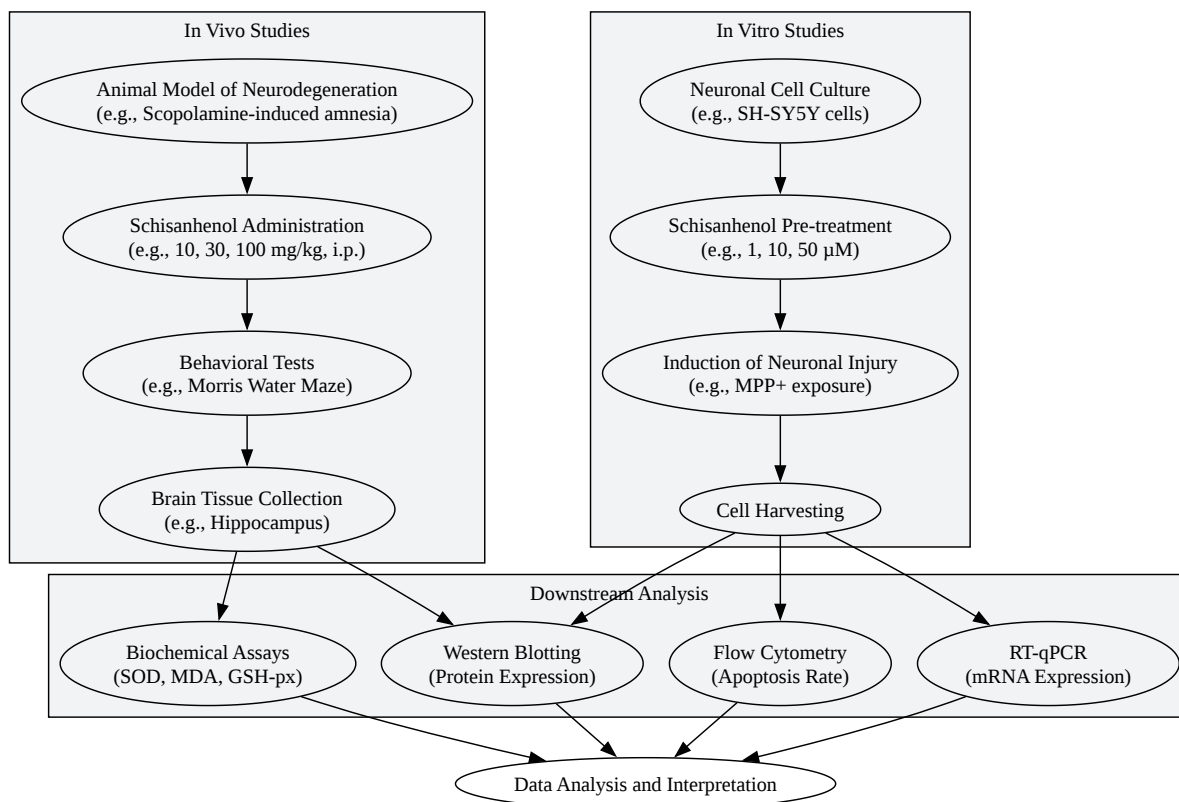 In Vivo Studies
Animal Model of Neurodegeneration
(e.g., Scopolamine-induced amnesia)
Schisanhenol Administration
(e.g., 10, 30, 100 mg/kg, i.p.)
Behavioral Tests
(e.g., Morris Water Maze)
Brain Tissue Collection
(e.g., Hippocampus)
In Vitro Studies
Neuronal Cell Culture
(e.g., SH-SY5Y cells)
Schisanhenol Pre-treatment
(e.g., 1, 10, 50 µM)
Induction of Neuronal Injury
(e.g., MPP+ exposure)
Cell Harvesting
Downstream Analysis
Biochemical Assays
(SOD, MDA, GSH-px)
Western Blotting
(Protein Expression)
Flow Cytometry
(Apoptosis Rate)
RT-qPCR
(mRNA Expression)
Data Analysis and Interpretation